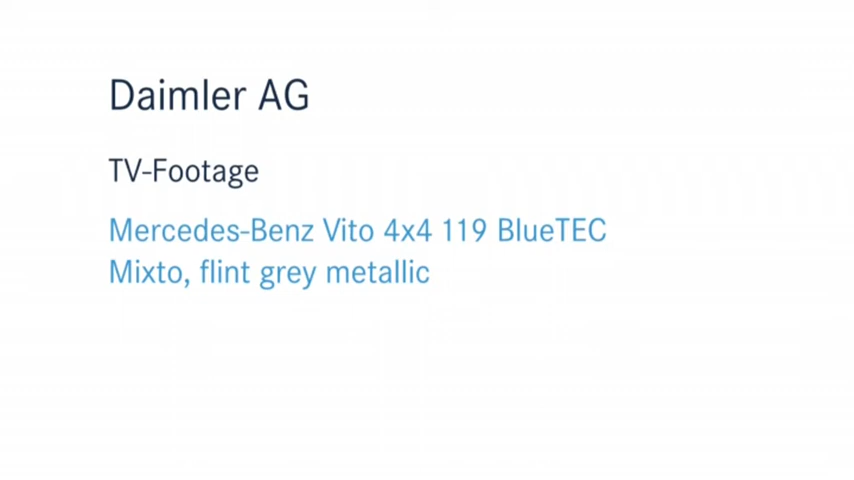 Daimler AG
TV-Footage
Mercedes-Benz Vito 4x4 119 BlueTEC
Mixto, flint grey metallic